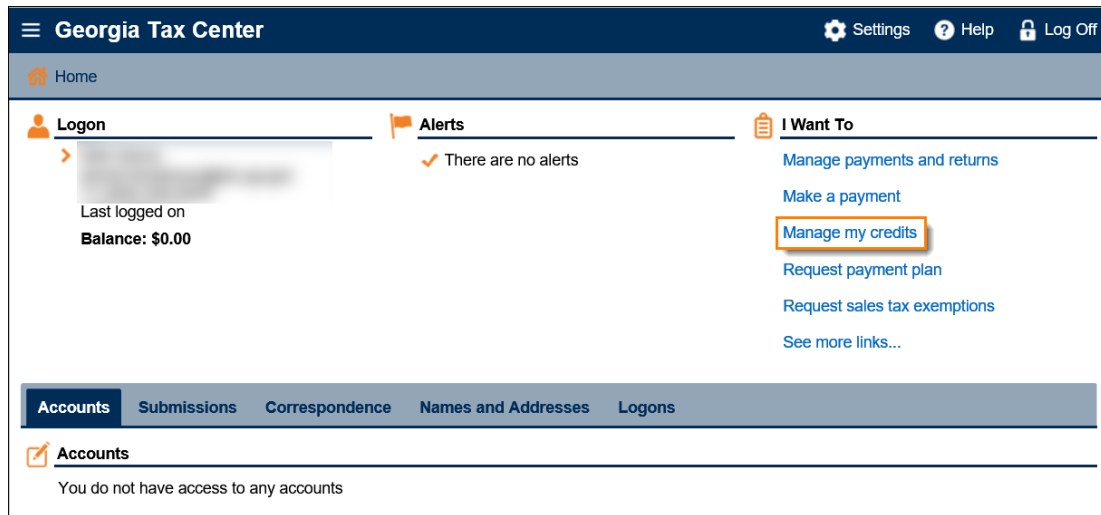 Georgia Tax Center
Settings
Help
Log Off
Home
Logon
Last logged on
Balance: $0.00
Alerts
There are no alerts
I Want To
Manage payments and returns
Make a payment
Manage my credits
Request payment plan
Request sales tax exemptions
See more links...
Accounts Submissions Correspondence Names and Addresses Logons
Accounts
You do not have access to any accounts